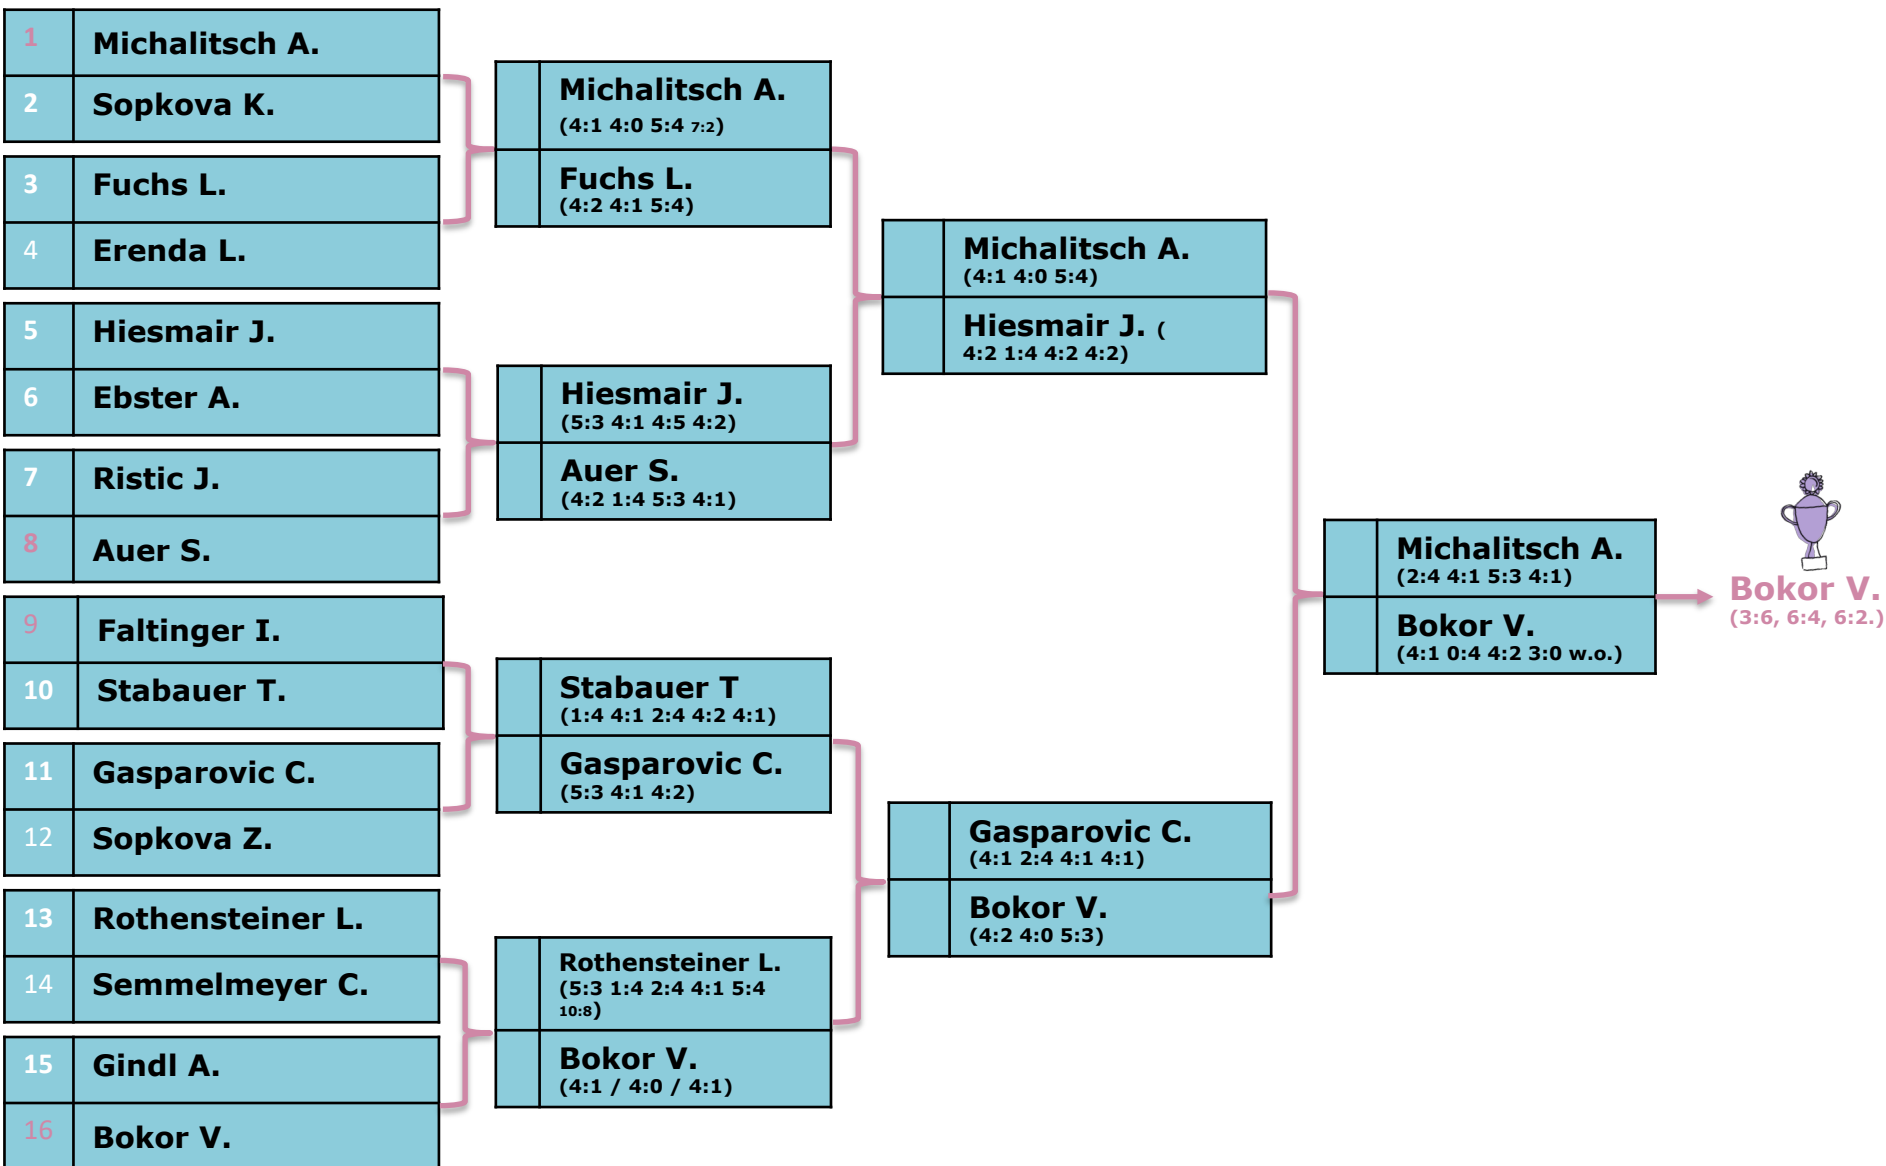 1 Michalitsch A.
2 Sopkova K.
3 Fuchs L.
4 Erenda L.
5 Hiesmair J.
6 Ebster A.
7 Ristic J.
8 Auer S.
9 Faltinger I.
10 Stabauer T.
11 Gasparovic C.
12 Sopkova Z.
13 Rothensteiner L.
14 Semmelmeyer C.
15 Gindl A.
16 Bokor V.
Michalitsch A.
(4:1 4:0 5:4 7:2)
Fuchs L.
(4:2 4:1 5:4)
Hiesmair J.
(5:3 4:1 4:5 4:2)
Auer S.
(4:2 1:4 5:3 4:1)
Stabauer T
(1:4 4:1 2:4 4:2 4:1)
Gasparovic C.
(5:3 4:1 4:2)
Rothensteiner L.
(5:3 1:4 2:4 4:1 5:4
10:8)
Bokor V.
(4:1 / 4:0 / 4:1)
Michalitsch A.
(4:1 4:0 5:4)
Hiesmair J. (
4:2 1:4 4:2 4:2)
Gasparovic C.
(4:1 2:4 4:1 4:1)
Bokor V.
(4:2 4:0 5:3)
Michalitsch A.
(2:4 4:1 5:3 4:1)
Bokor V.
(4:1 0:4 4:2 3:0 w.o.)
Bokor V.
(3:6, 6:4, 6:2.)